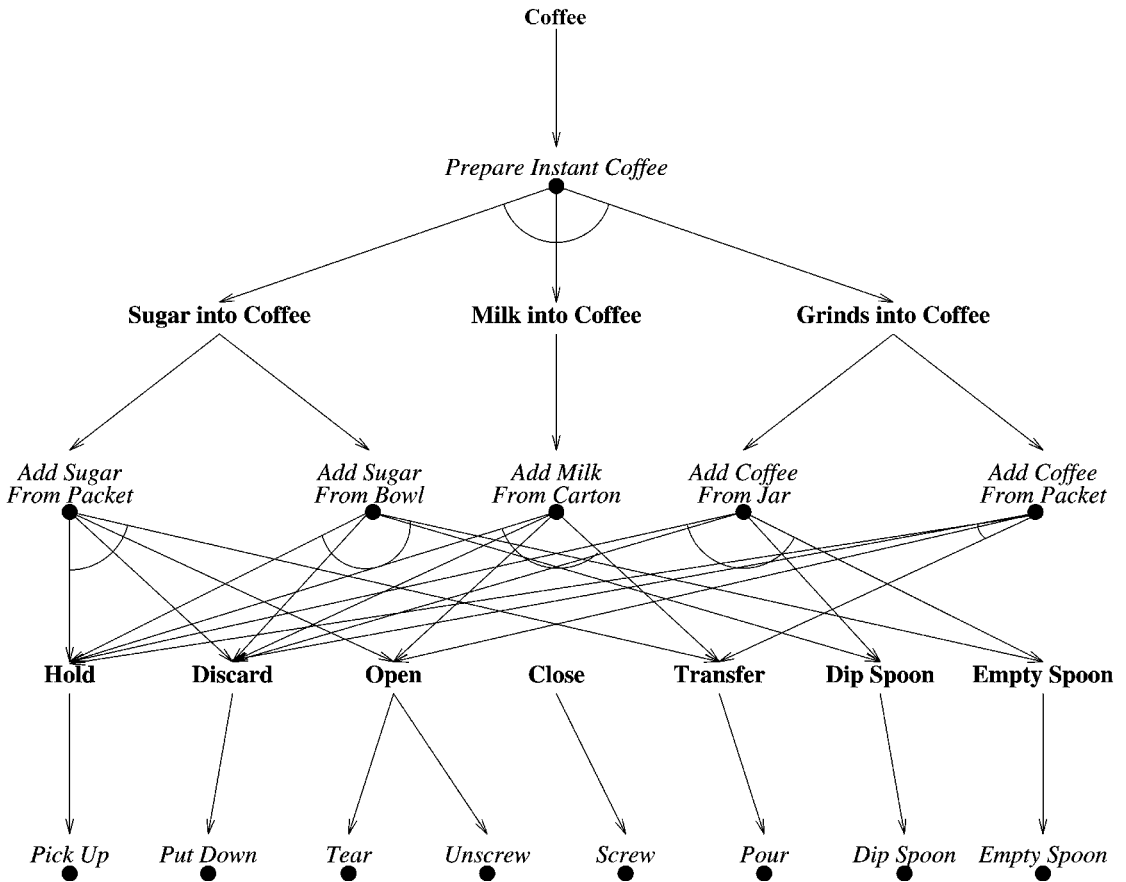 Coffee
Prepare Instant Coffee
Sugar into Coffee
Milk into Coffee
Grinds into Coffee
Add Sugar
From Packet
Add Sugar
From Bowl
Add Milk
From Carton
Add Coffee
From Jar
Add Coffee
From Packet
Hold
Discard
Open
Close
Transfer
Dip Spoon
Empty Spoon
Pick Up
Put Down
Tear
Unscrew
Screw
Pour
Dip Spoon
Empty Spoon